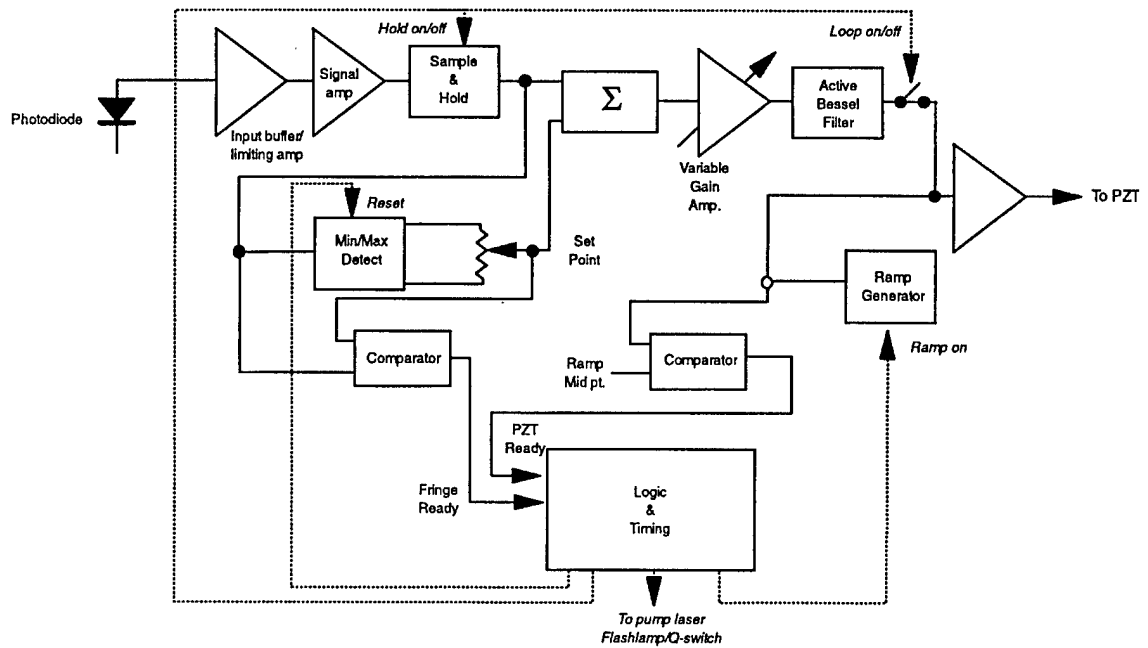 Hold on/off
Loop on/off
Photodiode
Input buffer/
limiting amp
Signal
amp
Sample
&
Hold
Σ
Variable
Gain
Amp.
Active
Bessel
Filter
To PZT
Reset
Min/Max
Detect
Set
Point
Ramp
Generator
Ramp on
Comparator
Ramp
Mid pt.
Comparator
PZT
Ready
Fringe
Ready
Logic
&
Timing
To pump laser
Flashlamp/Q-switch